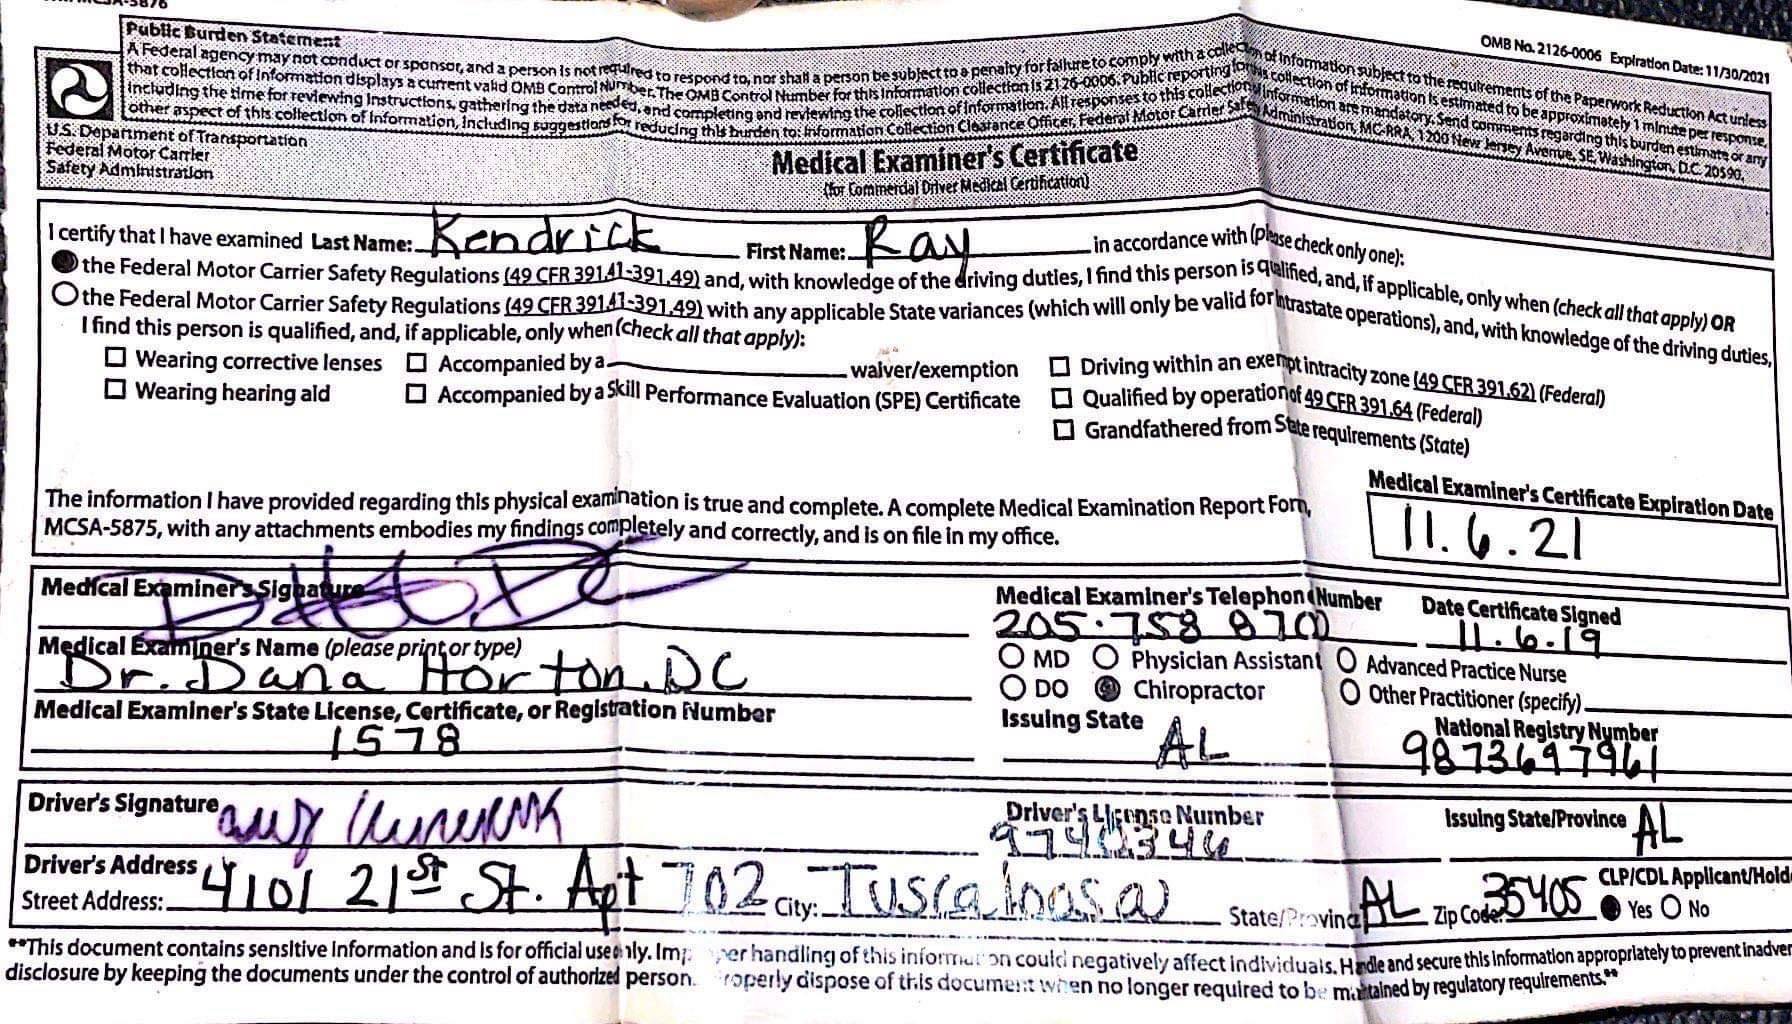 MCSA-5876
OMB No. 2126-0006 Expiration Date: 11/30/2021
Public Burden Statement
A Federal agency may not conduct or sponsor, and a person is not required to respond to, nor shall a person be subject to a penalty for failure to comply with a collection of information subject to the requirements of the Paperwork Reduction Act unless
that collection of information displays a current valid OMB Control Number. The OMB Control Number for this information collection is 2126-0006. Public reporting for this collection of information is estimated to be approximately 1 minute per response,
including the time for reviewing instructions, gathering the data needed, and completing and reviewing the collection of information. All responses to this collection of information are mandatory. Send comments regarding this burden estimate or any
other aspect of this collection of information, including suggestions for reducing this burden to: Information Collection Clearance Officer, Federal Motor Carrier Safety Administration, MC-RRA, 1200 New Jersey Avenue, SE, Washington, D.C. 20590.
U.S. Department of Transportation
Federal Motor Carrier
Safety Administration
Medical Examiner's Certificate
(for Commercial Driver Medical Certification)
I certify that I have examined Last Name: Kendrick First Name: Ray in accordance with (please check only one):
the Federal Motor Carrier Safety Regulations (49 CFR 391.41-391.49) and, with knowledge of the driving duties, I find this person is qualified, and, if applicable, only when (check all that apply) OR
the Federal Motor Carrier Safety Regulations (49 CFR 391.41-391.49) with any applicable State variances (which will only be valid for intrastate operations), and, with knowledge of the driving duties,
I find this person is qualified, and, if applicable, only when (check all that apply):
Wearing corrective lenses Accompanied by a waiver/exemption Driving within an exempt intracity zone (49 CFR 391.62) (Federal)
Wearing hearing aid Accompanied by a Skill Performance Evaluation (SPE) Certificate Qualified by operation of 49 CFR 391.64 (Federal)
Grandfathered from State requirements (State)
The information I have provided regarding this physical examination is true and complete. A complete Medical Examination Report Form,
MCSA-5875, with any attachments embodies my findings completely and correctly, and is on file in my office.
Medical Examiner's Certificate Expiration Date
11.6.21
Medical Examiner's Signature
Medical Examiner's Telephone Number Date Certificate Signed
205.758 8700 11.6.19
Medical Examiner's Name (please print or type)
Dr. Dana Horton, DC
MD Physician Assistant Advanced Practice Nurse
DO Chiropractor Other Practitioner (specify)
Medical Examiner's State License, Certificate, or Registration Number
1578
Issuing State
AL
National Registry Number
9873697961
Driver's Signature
Driver's License Number
Issuing State/Province AL
Driver's Address
Street Address: 4101 21st St. Apt 702 City: Tuscaloosa State/Province AL Zip Code: 35405
CLP/CDL Applicant/Hold
Yes No
**This document contains sensitive information and is for official use only. Improper handling of this information could negatively affect individuals. Handle and secure this information appropriately to prevent inadver
disclosure by keeping the documents under the control of authorized person. Properly dispose of this document when no longer required to be maintained by regulatory requirements.**